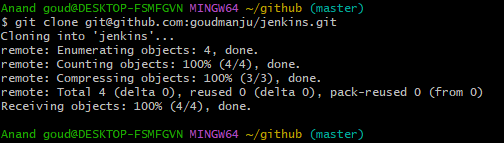 Anand goud@DESKTOP-FSMFGVN MINGW64 ~/github (master)
$ git clone git@github.com:goudmanju/jenkins.git
Cloning into 'jenkins'...
remote: Enumerating objects: 4, done.
remote: Counting objects: 100% (4/4), done.
remote: Compressing objects: 100% (3/3), done.
remote: Total 4 (delta 0), reused 0 (delta 0), pack-reused 0 (from 0)
Receiving objects: 100% (4/4), done.
Anand goud@DESKTOP-FSMFGVN MINGW64 ~/github (master)